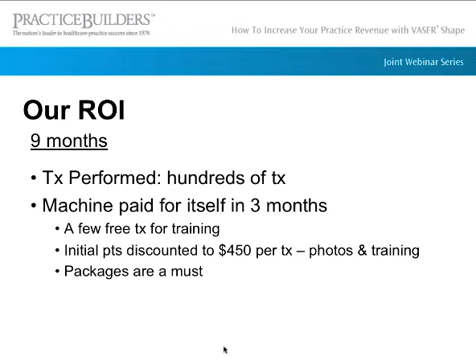 PRACTICEBUILDERS™
The nation's leader in healthcare-practice success since 1979
How To Increase Your Practice Revenue with VASER® Shape
Joint Webinar Series
Our ROI
9 months
• Tx Performed: hundreds of tx
• Machine paid for itself in 3 months
• A few free tx for training
• Initial pts discounted to $450 per tx – photos & training
• Packages are a must